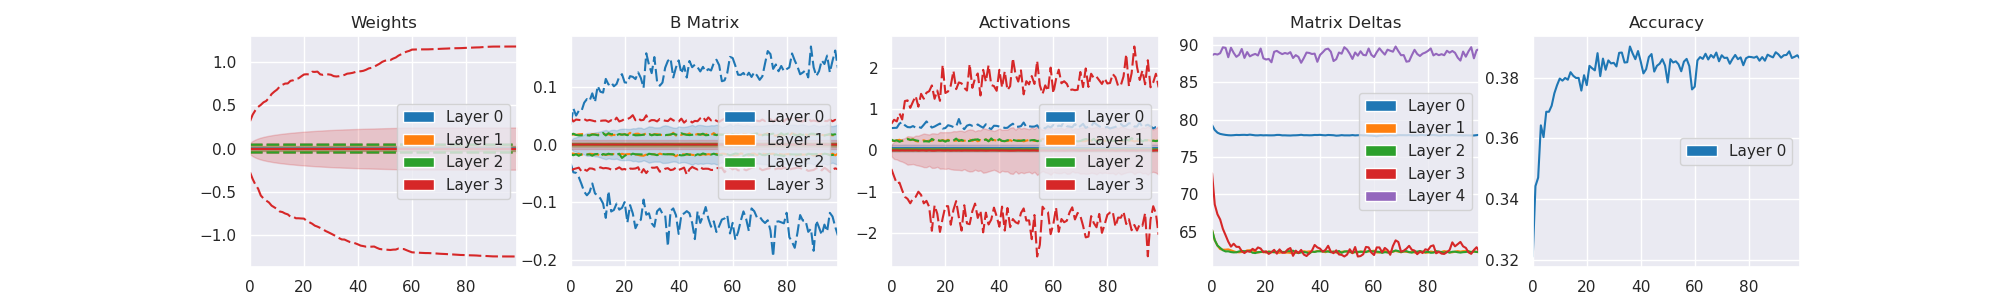 Weights
1.0
0.5
0.0
−0.5
−1.0
0 20 40 60 80
Layer 0
Layer 1
Layer 2
Layer 3
B Matrix
0.1
0.0
−0.1
−0.2
0 20 40 60 80
Layer 0
Layer 1
Layer 2
Layer 3
Activations
2
1
0
−1
−2
0 20 40 60 80
Layer 0
Layer 1
Layer 2
Layer 3
Matrix Deltas
90
85
80
75
70
65
0 20 40 60 80
Layer 0
Layer 1
Layer 2
Layer 3
Layer 4
Accuracy
0.38
0.36
0.34
0.32
0 20 40 60 80
Layer 0